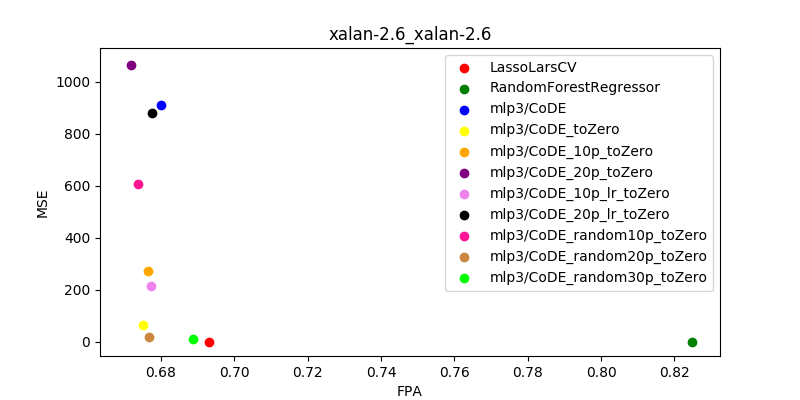 xalan-2.6_xalan-2.6
1000
800
600
400
200
0
MSE
0.68
0.70
0.72
0.74
0.76
0.78
0.80
0.82
FPA
LassoLarsCV
RandomForestRegressor
mlp3/CoDE
mlp3/CoDE_toZero
mlp3/CoDE_10p_toZero
mlp3/CoDE_20p_toZero
mlp3/CoDE_10p_lr_toZero
mlp3/CoDE_20p_lr_toZero
mlp3/CoDE_random10p_toZero
mlp3/CoDE_random20p_toZero
mlp3/CoDE_random30p_toZero